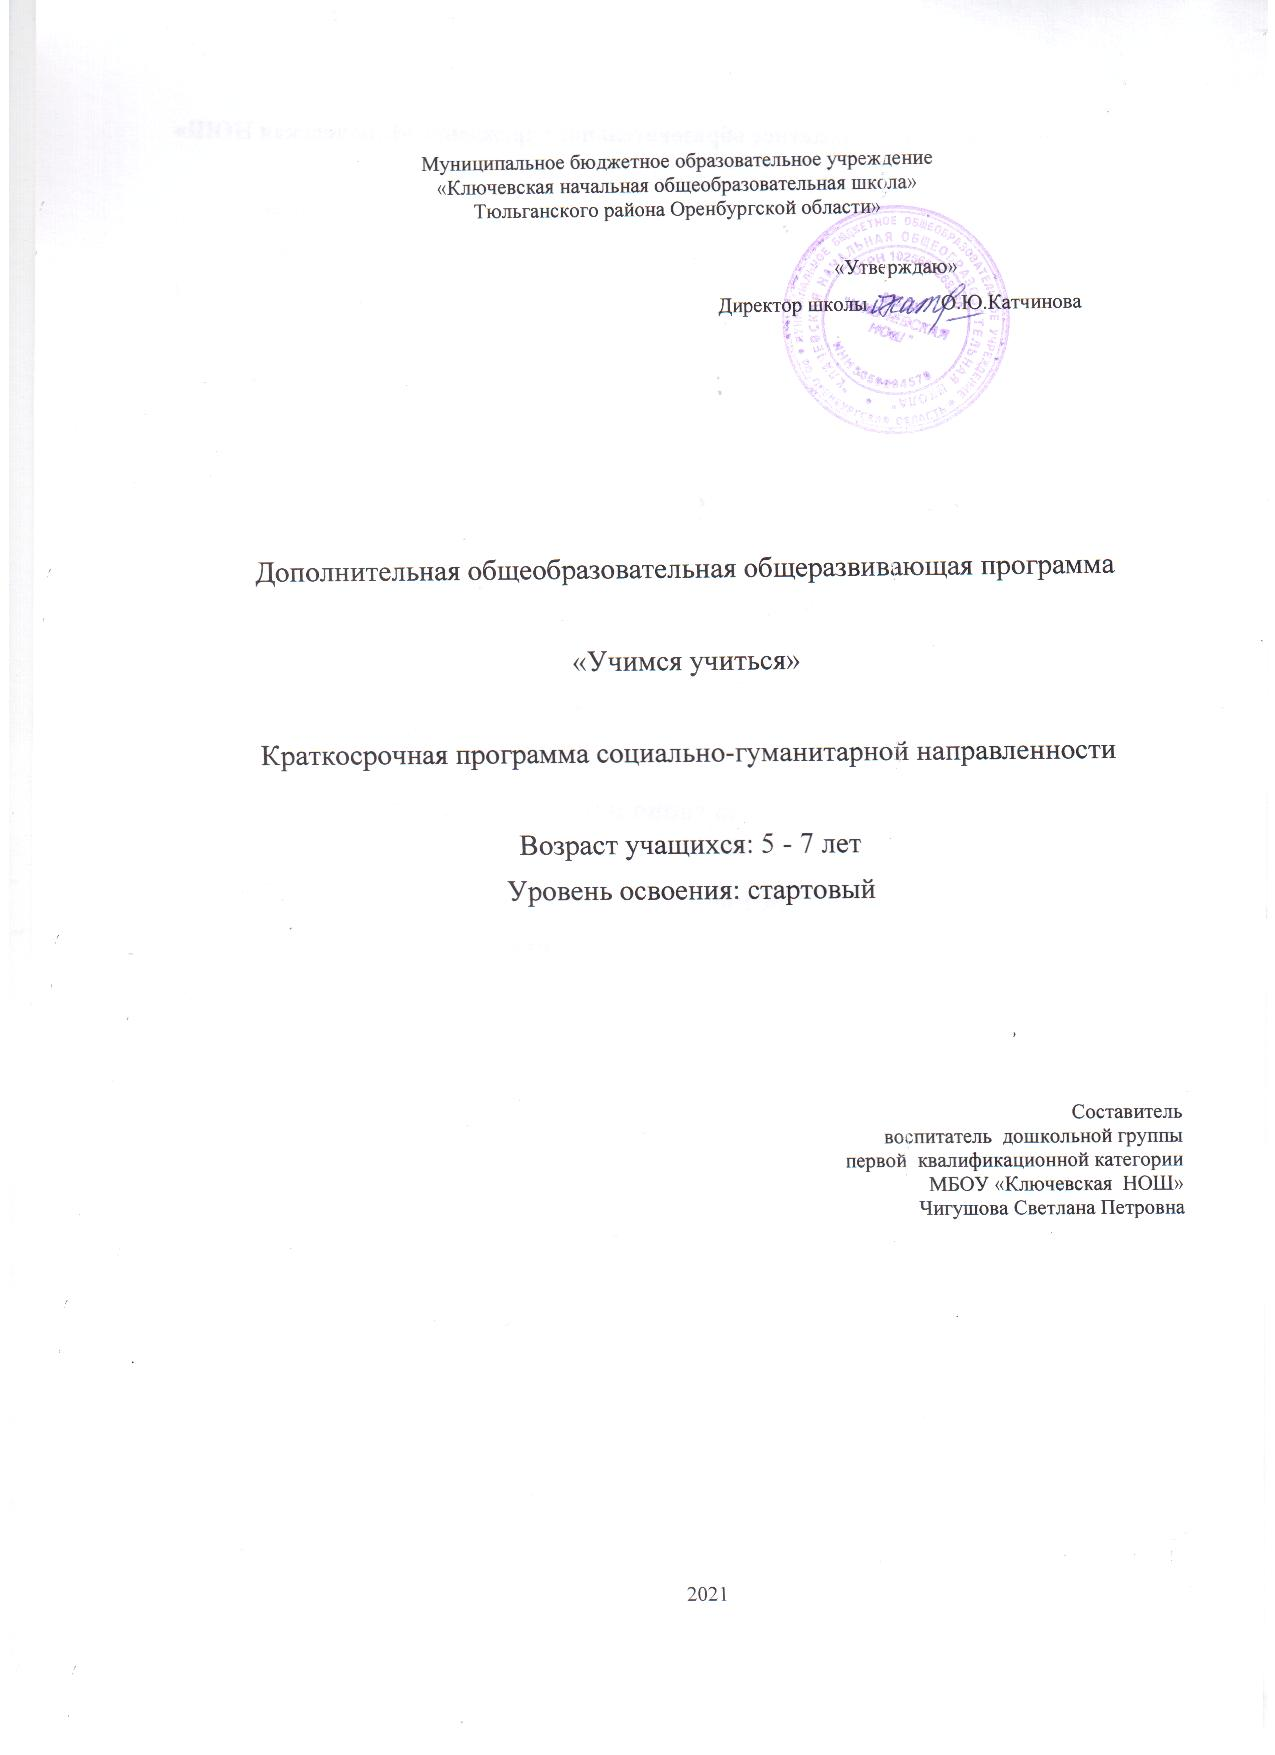 Муниципальное бюджетное образовательное учреждение
«Ключевская начальная общеобразовательная школа»
Тюльганского района Оренбургской области»
«Утверждаю»
Директор школы О.Ю.Катчинова
Дополнительная общеобразовательная общеразвивающая программа
«Учимся учиться»
Краткосрочная программа социально-гуманитарной направленности
Возраст учащихся: 5 - 7 лет
Уровень освоения: стартовый
Составитель
воспитатель дошкольной группы
первой квалификационной категории
МБОУ «Ключевская НОШ»
Чигушова Светлана Петровна
2021